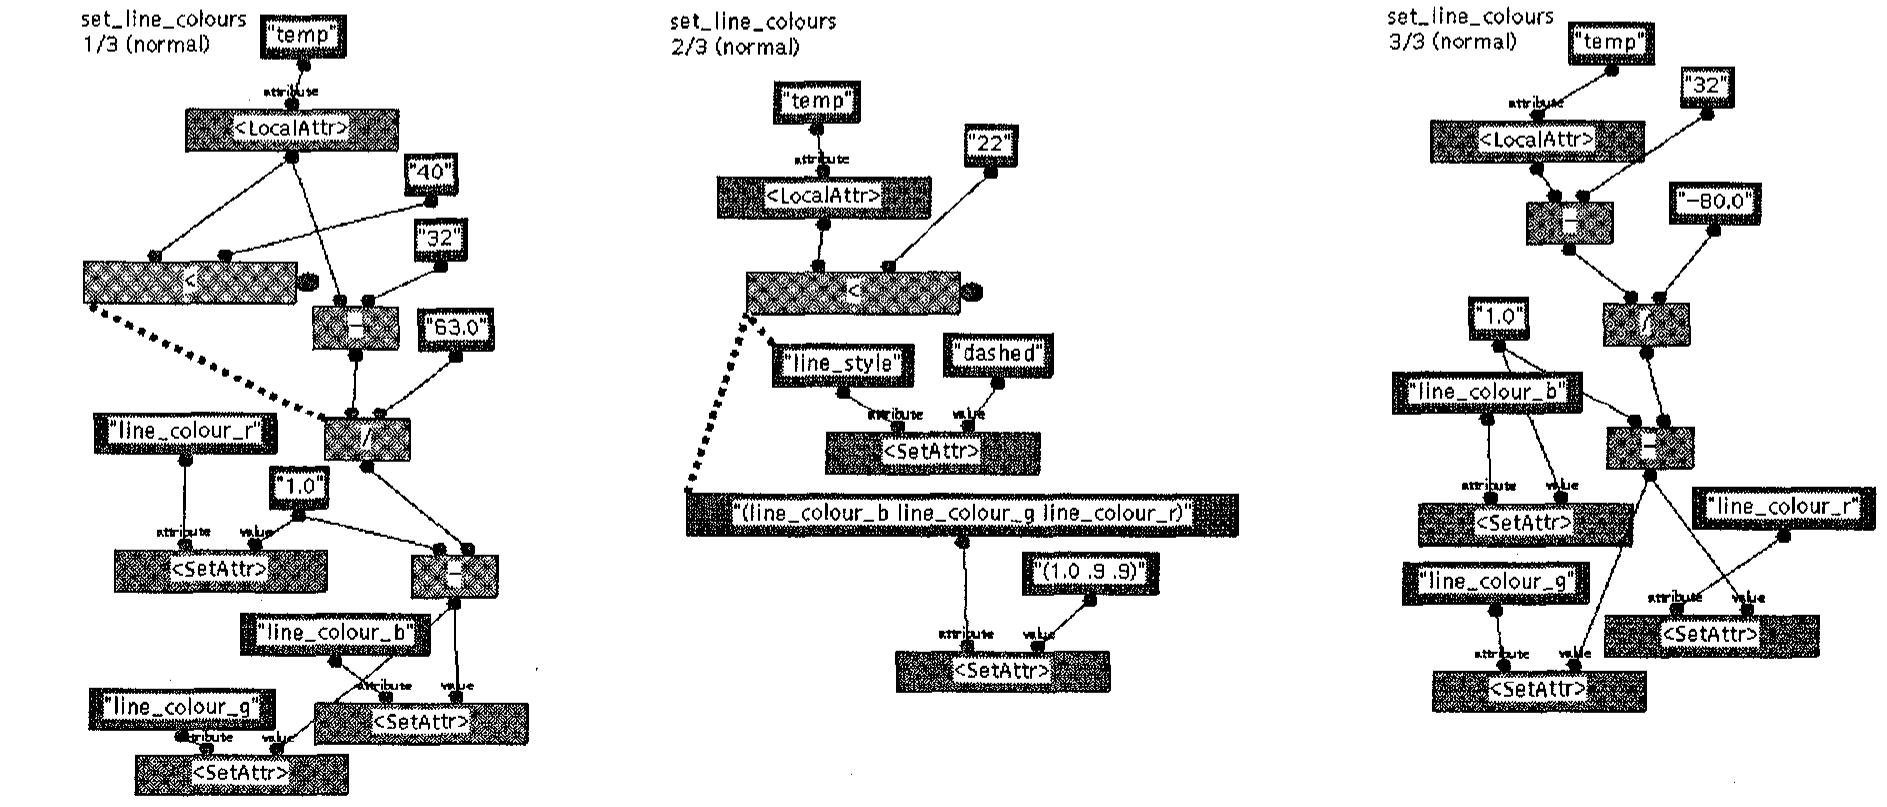 set_line_colours
1/3 (normal)
"temp"
attribute
<LocalAttr>
"40"
"32"
<
−
"63.0"
"line_colour_r"
/
"1.0"
attribute value
<SetAttr>
−
"line_colour_b"
attribute value
<SetAttr>
"line_colour_g"
attribute value
<SetAttr>
set_line_colours
2/3 (normal)
"temp"
"22"
attribute
<LocalAttr>
<
"line_style"
"dashed"
attribute value
<SetAttr>
"(line_colour_b line_colour_g line_colour_r)"
"(1.0 .9 .9)"
attribute value
<SetAttr>
set_line_colours
3/3 (normal)
"temp"
"32"
attribute
<LocalAttr>
−
"−80.0"
"1.0"
/
"line_colour_b"
−
attribute value
<SetAttr>
"line_colour_r"
"line_colour_g"
attribute value
<SetAttr>
attribute value
<SetAttr>